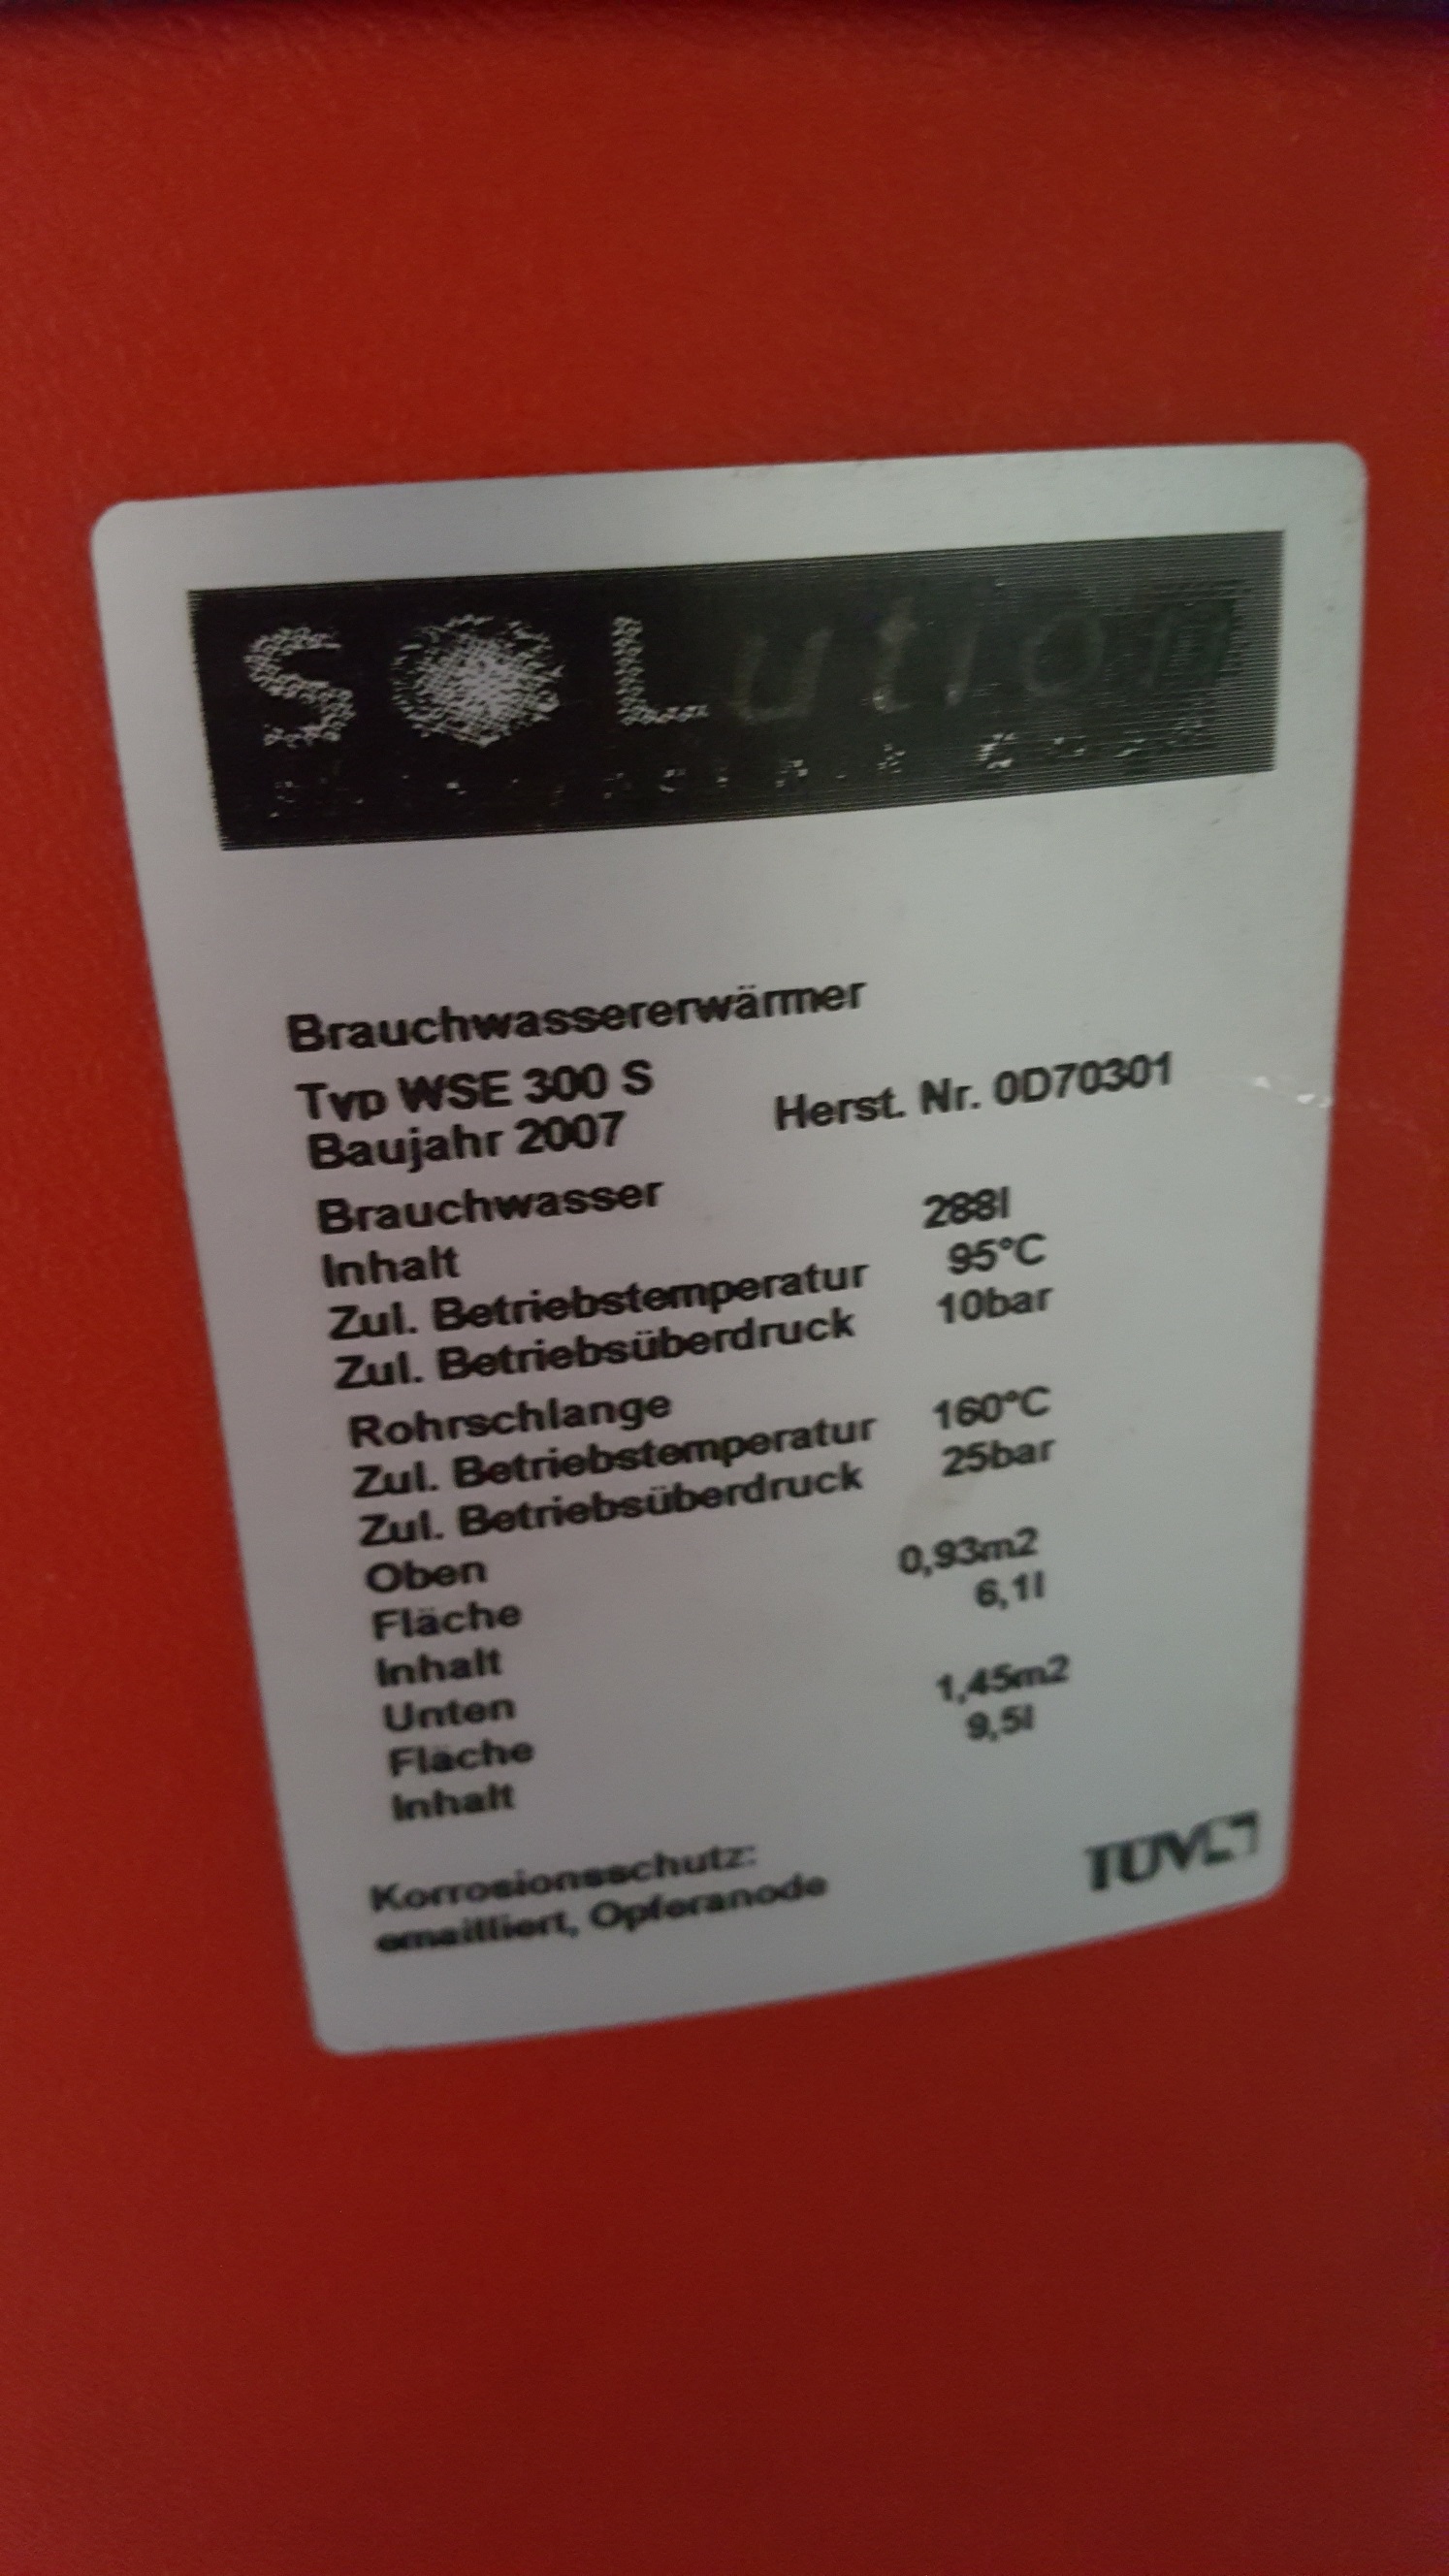 SOLution
Brauchwassererwärmer
Typ WSE 300 S
Baujahr 2007 Herst. Nr. 0D70301
Brauchwasser
Inhalt 288l
Zul. Betriebstemperatur 95°C
Zul. Betriebsüberdruck 10bar
Rohrschlange
Zul. Betriebstemperatur 160°C
Zul. Betriebsüberdruck 25bar
Oben
Fläche 0,93m2
Inhalt 6,1l
Unten
Fläche 1,45m2
Inhalt 9,5l
Korrosionsschutz:
emailliert, Opferanode
TÜV